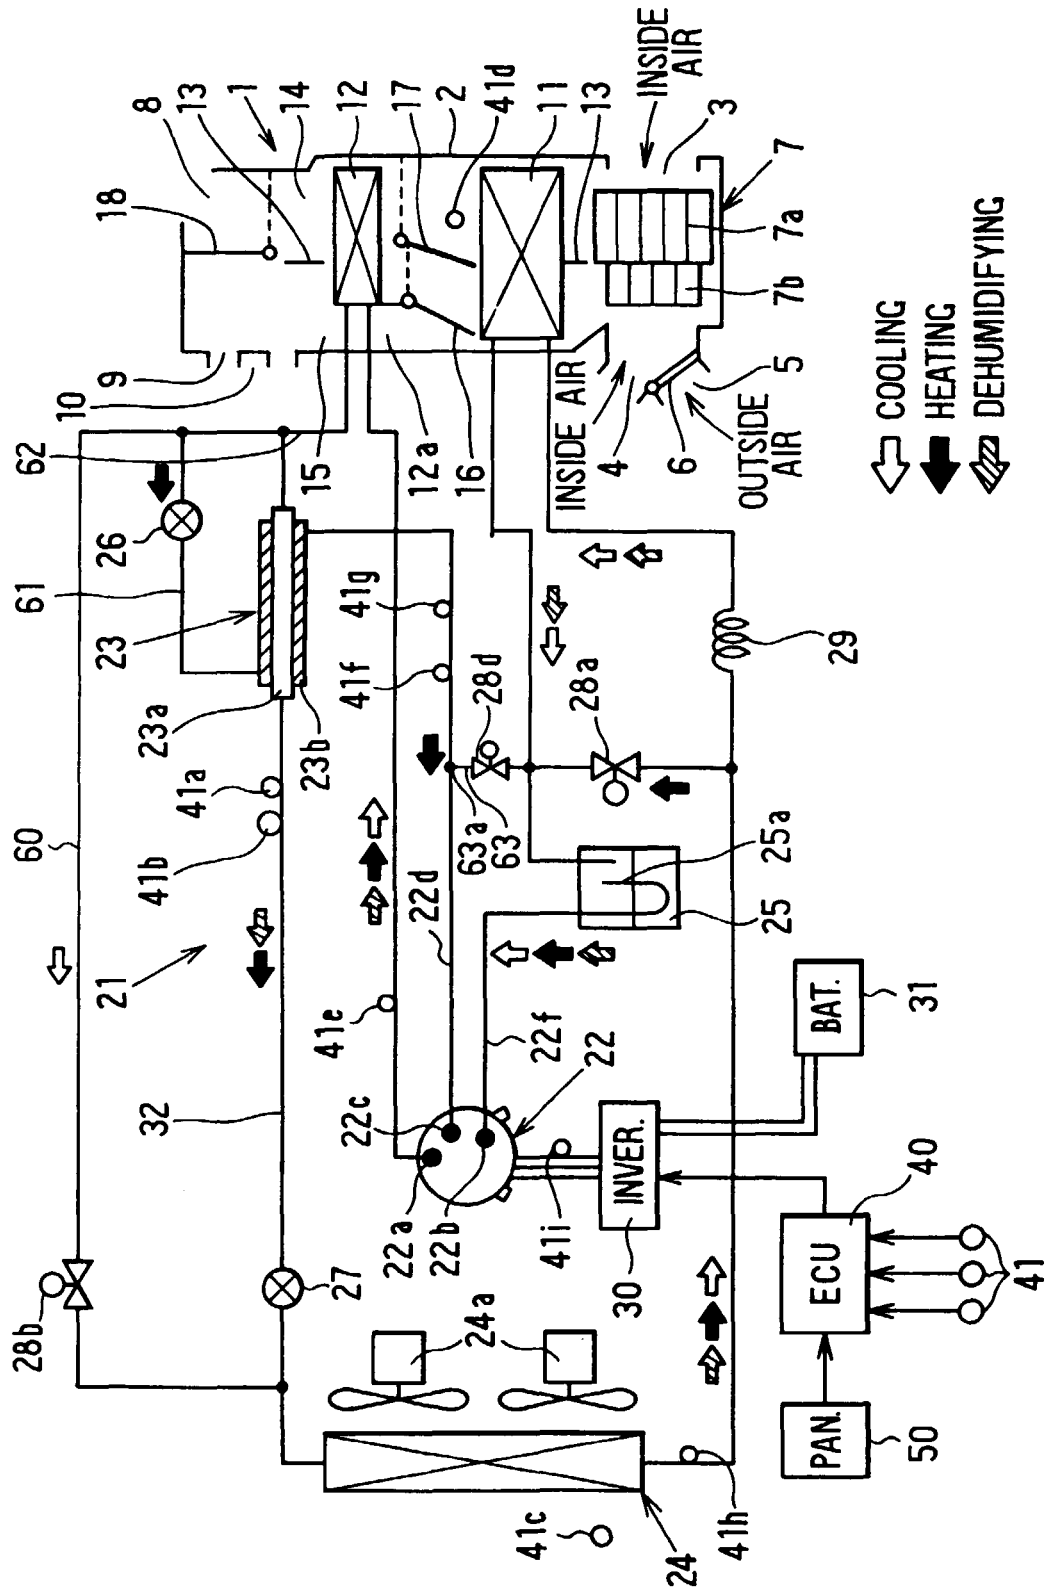 28b
60
62
10
9
18
8
13
1
14
12
17
2
41d
11
13
INSIDE
AIR
3
7
7a
7b
61
26
23
23a
23b
41a
41b
21
32
27
15
12a
16
INSIDE AIR
4
6
OUTSIDE
AIR
5
COOLING
HEATING
DEHUMIDIFYING
41g
41f
28d
28a
29
63a
63
22d
41e
22c
22a
22b
22f
22
25a
25
41i
INVER.
30
BAT.
31
24a
24
41c
41h
ECU
40
41
PAN.
50